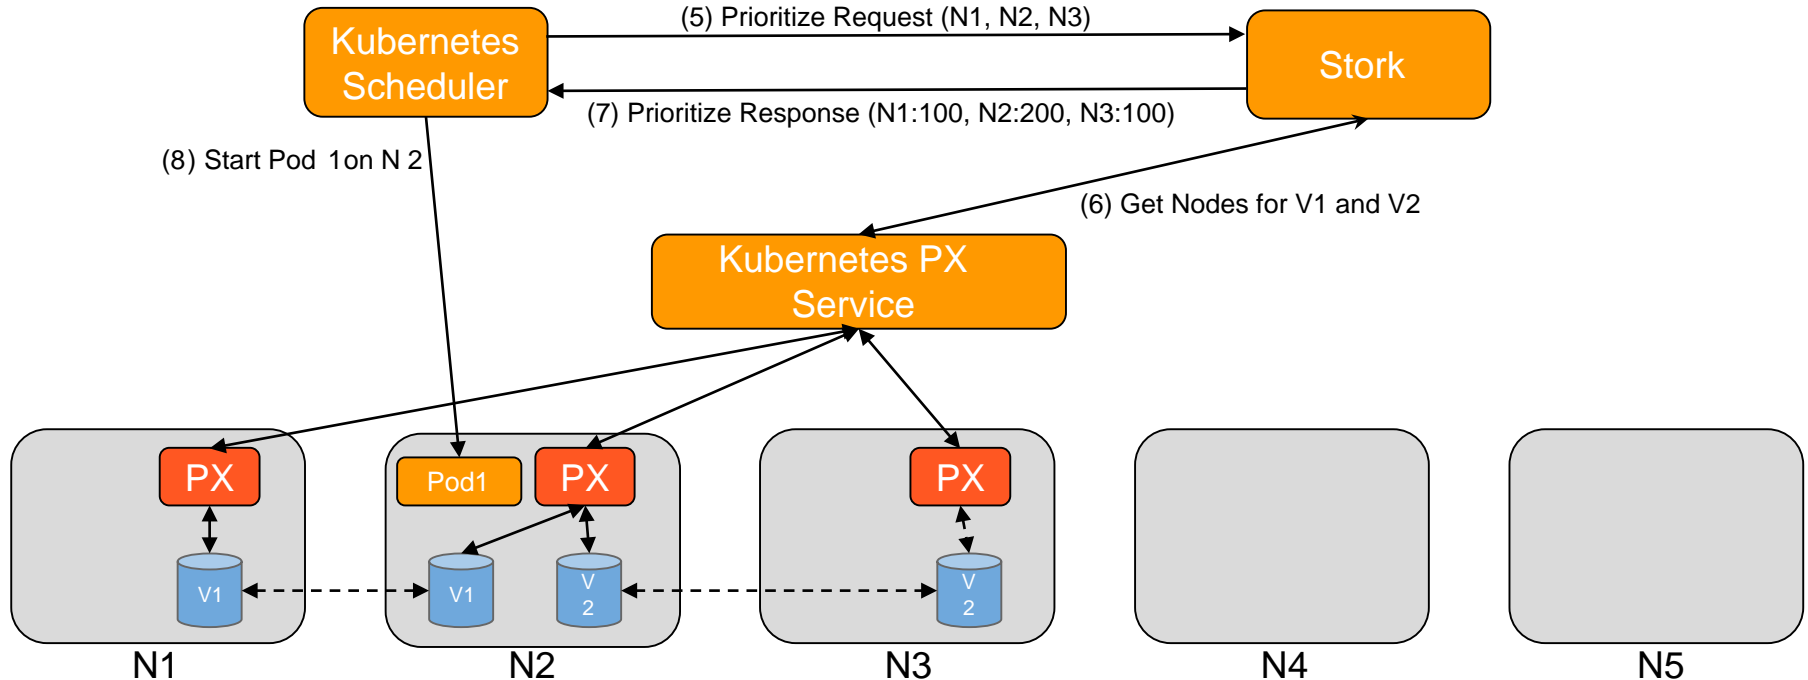 (5) Prioritize Request (N1, N2, N3)
Kubernetes
Scheduler
Stork
(7) Prioritize Response (N1:100, N2:200, N3:100)
(8) Start Pod 1on N 2
(6) Get Nodes for V1 and V2
Kubernetes PX
Service
PX
Pod1
PX
PX
V1
V1
V
2
V
2
N1
N2
N3
N4
N5